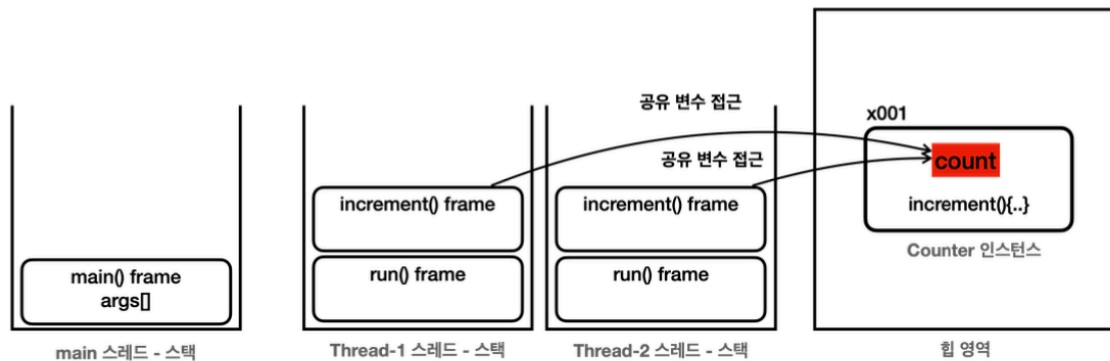 공유 변수 접근
x001
공유 변수 접근
count
increment() frame
increment() frame
increment(){..}
Counter 인스턴스
main() frame
args[]
run() frame
run() frame
main 스레드 - 스택
Thread-1 스레드 - 스택
Thread-2 스레드 - 스택
힙 영역